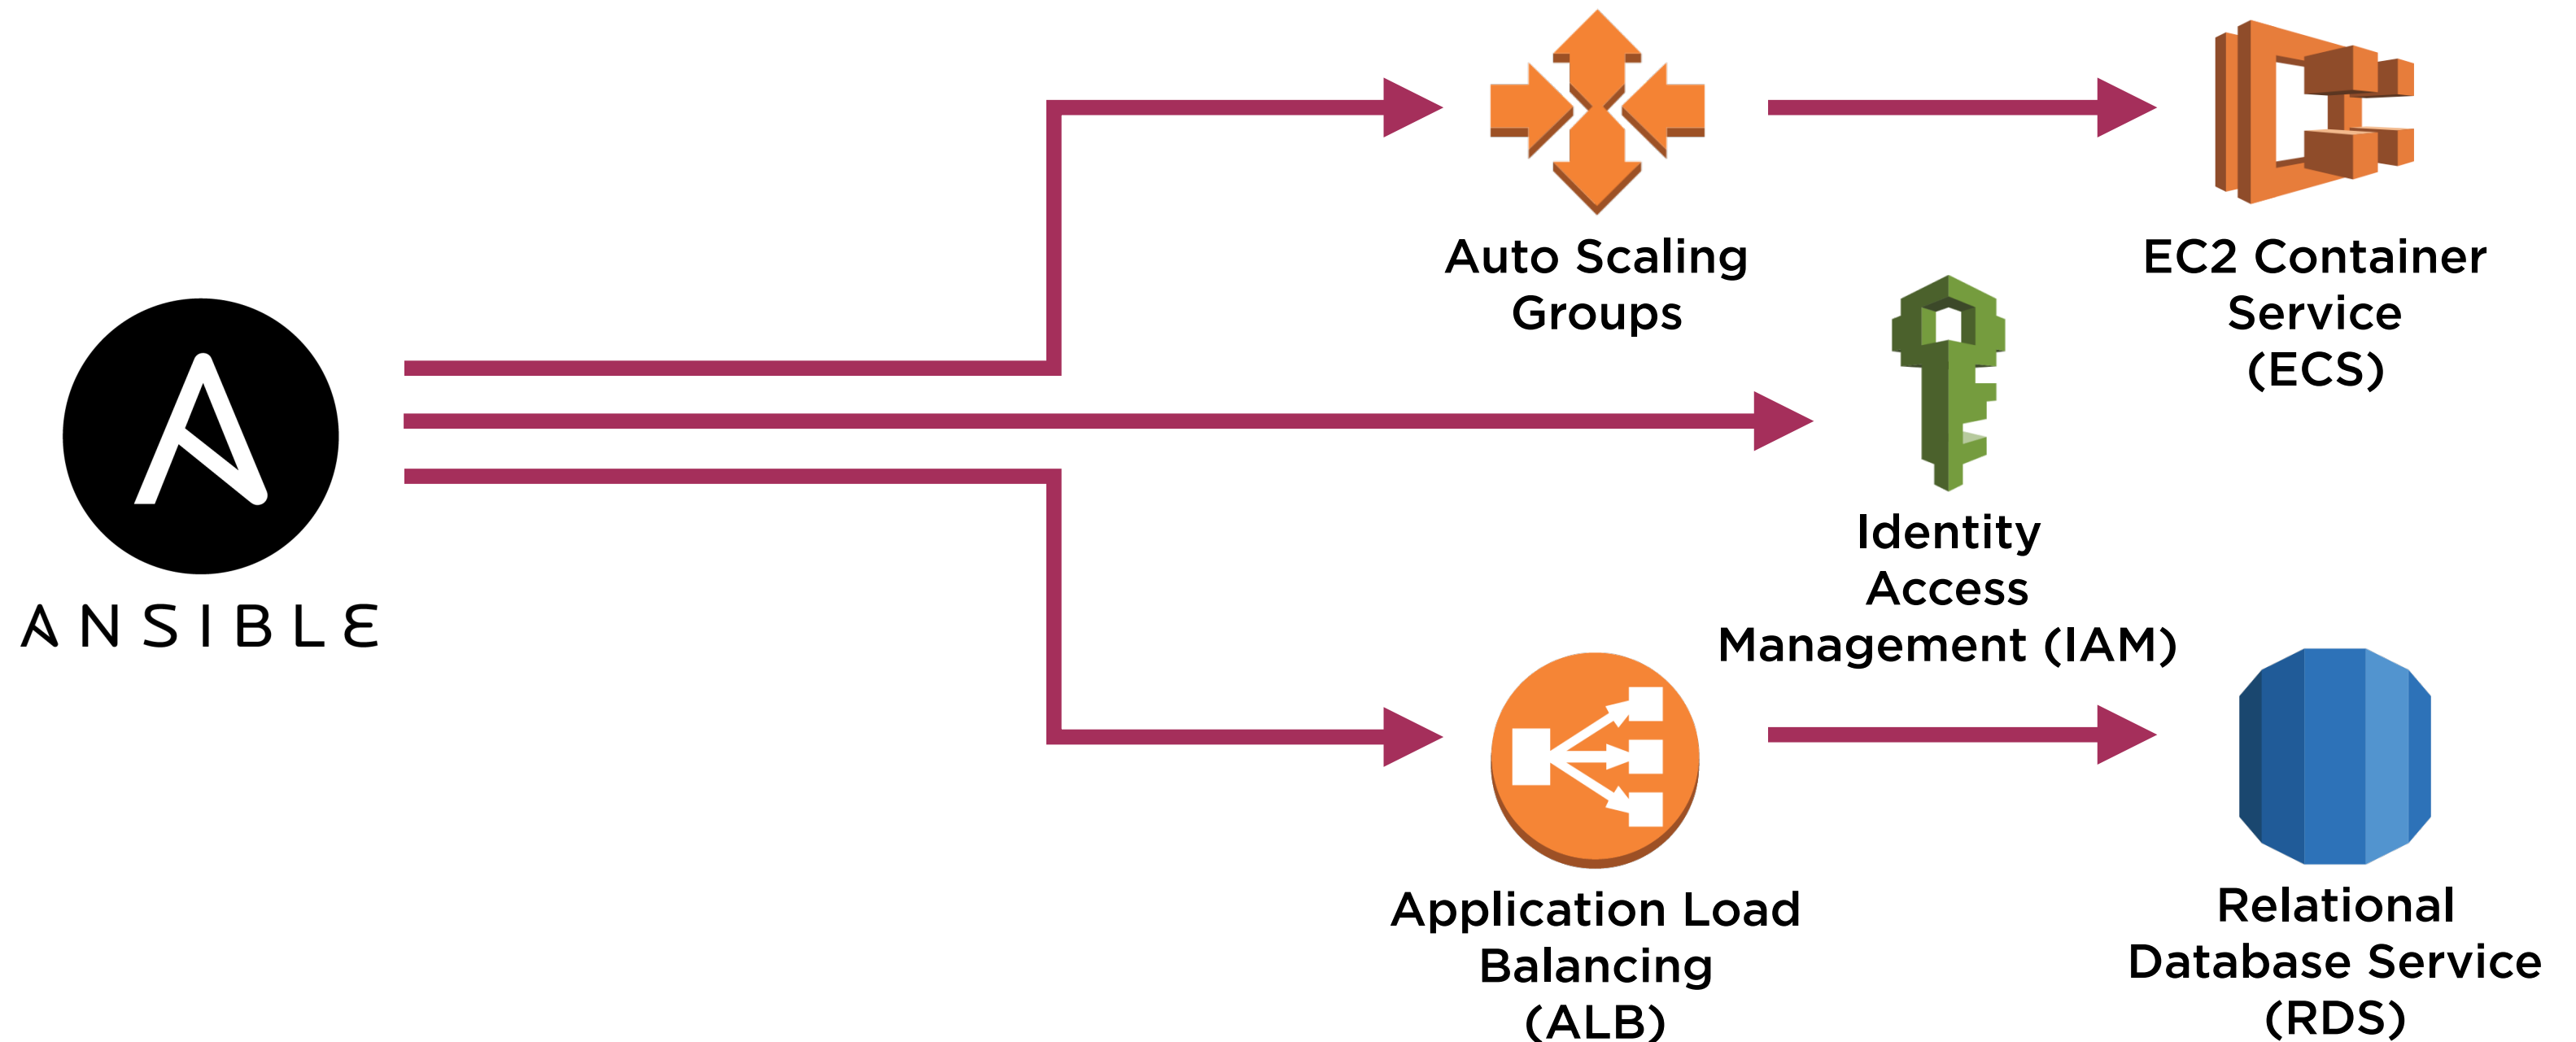 ANSIBLE
Auto Scaling
Groups
EC2 Container
Service
(ECS)
Identity
Access
Management (IAM)
Application Load
Balancing
(ALB)
Relational
Database Service
(RDS)